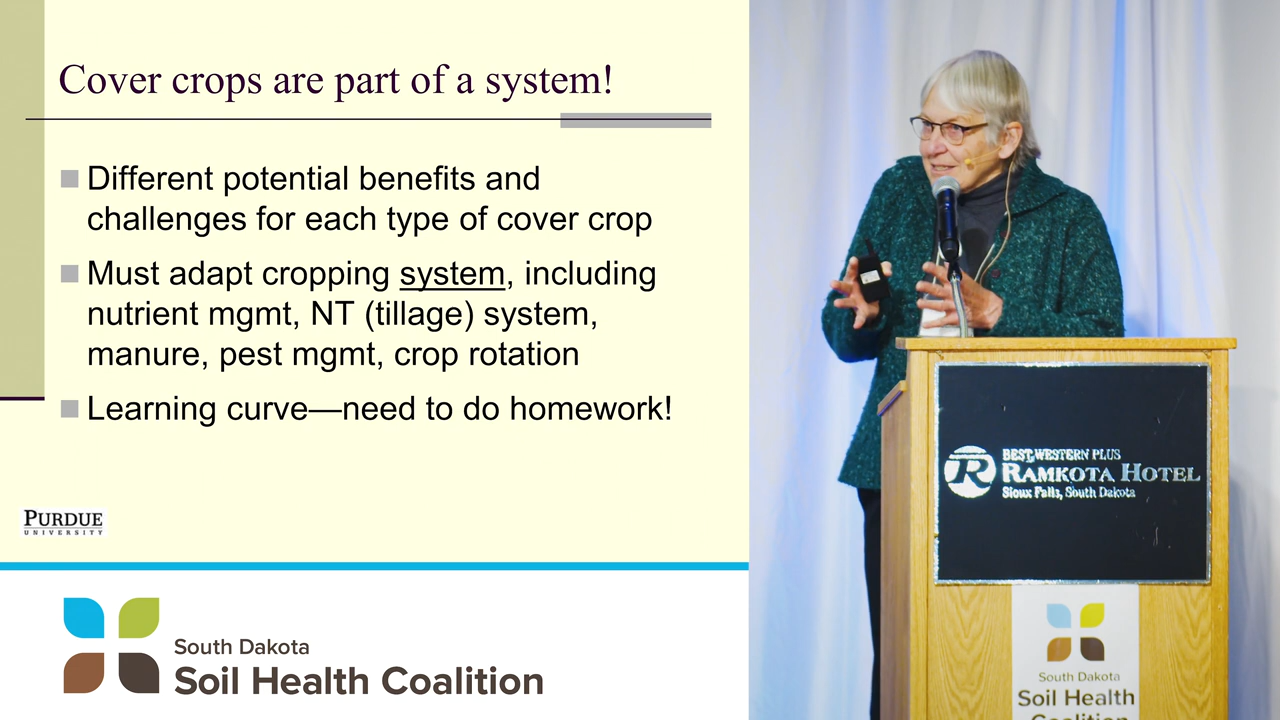 Cover crops are part of a system!
Different potential benefits and
challenges for each type of cover crop
Must adapt cropping system, including
nutrient mgmt, NT (tillage) system,
manure, pest mgmt, crop rotation
Learning curve—need to do homework!
PURDUE
UNIVERSITY
South Dakota
Soil Health Coalition
R
BEST WESTERN PLUS
RAMKOTA HOTEL
Sioux Falls, South Dakota
South Dakota
Soil Health
Coalition